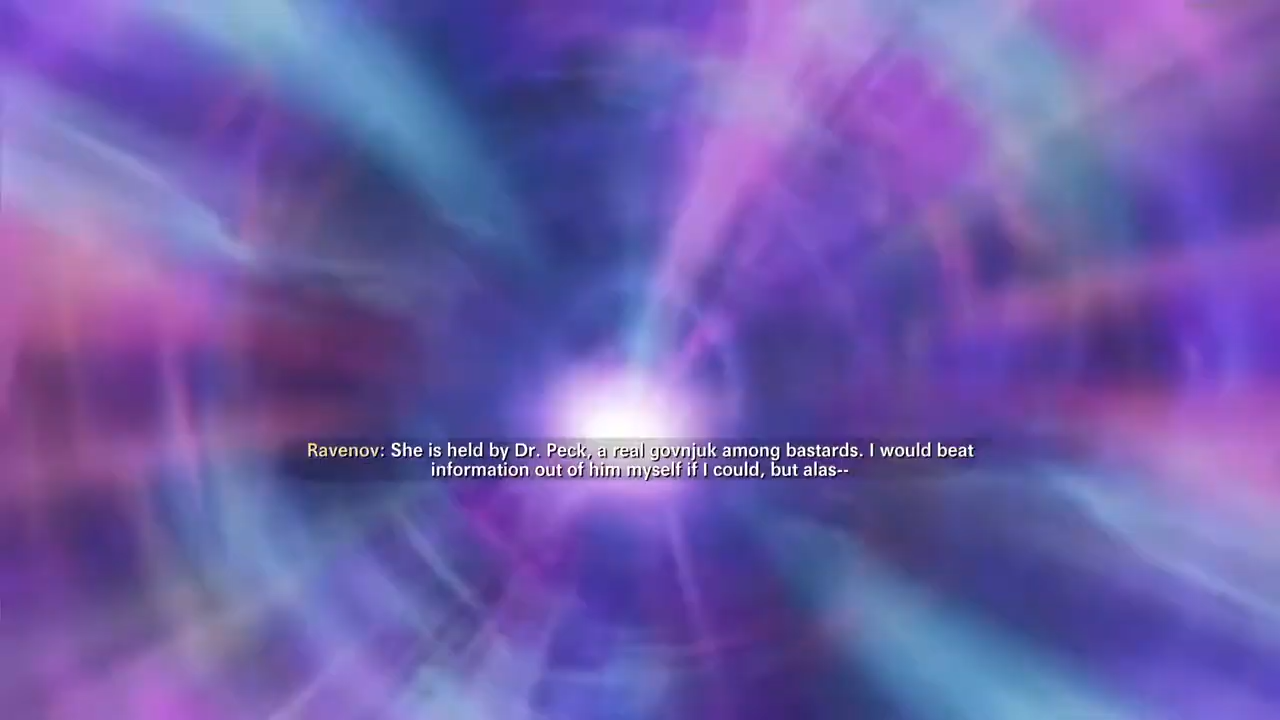 Ravenov: She is held by Dr. Peck, a real govnjuk among bastards. I would beat
information out of him myself if I could, but alas--